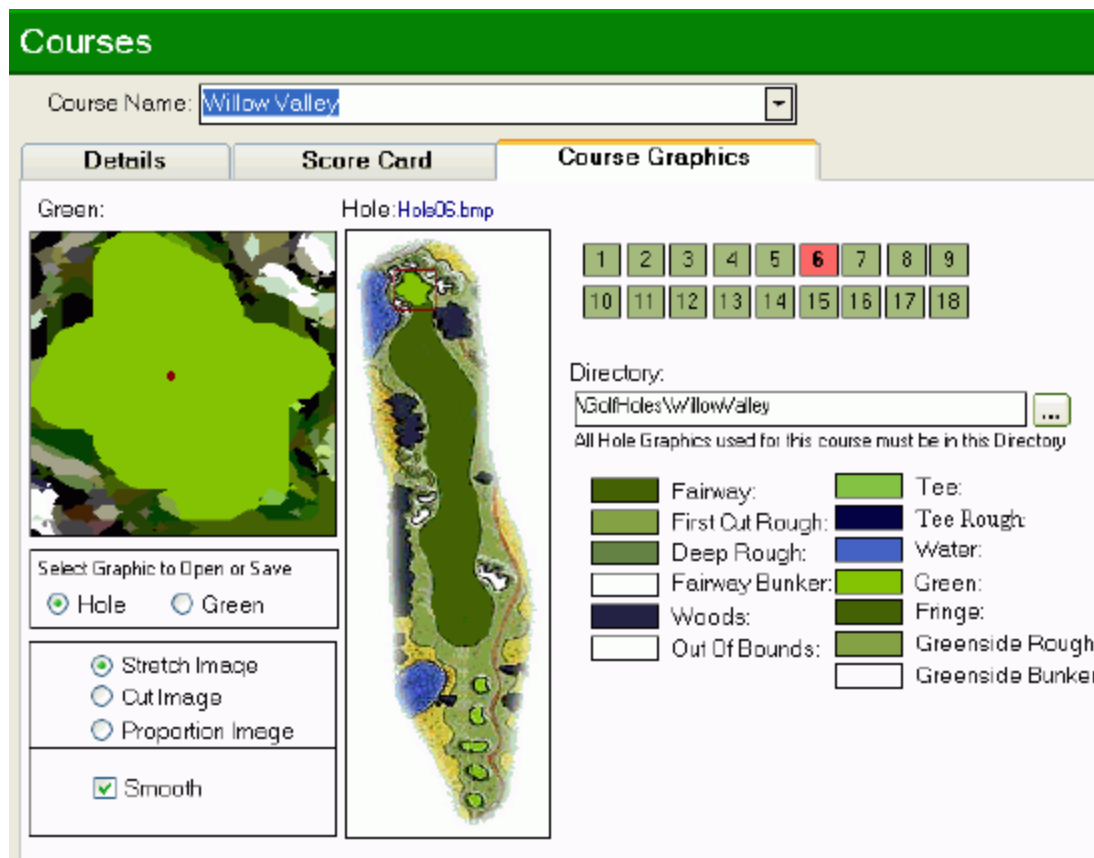 Courses
Course Name: Willow Valley
Details Score Card Course Graphics
Green: Hole: Hole06.bmp
1 2 3 4 5 6 7 8 9
10 11 12 13 14 15 16 17 18
Directory:
\GolfHoles\WillowValley ...
All Hole Graphics used for this course must be in this Directory
Fairway: Tee:
First Cut Rough: Tee Rough:
Deep Rough: Water:
Fairway Bunker: Green:
Woods: Fringe:
Out Of Bounds: Greenside Rough
Greenside Bunker
Select Graphic to Open or Save
Hole Green
Stretch Image
Cut Image
Proportion Image
Smooth